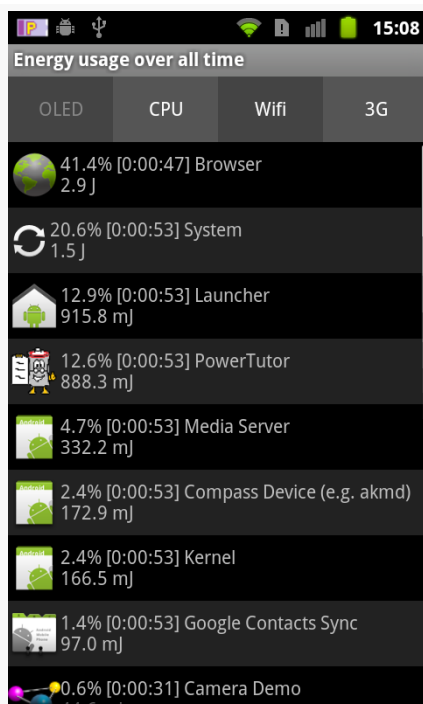 15:08
Energy usage over all time
OLED CPU Wifi 3G
41.4% [0:00:47] Browser
2.9 J
20.6% [0:00:53] System
1.5 J
12.9% [0:00:53] Launcher
915.8 mJ
12.6% [0:00:53] PowerTutor
888.3 mJ
4.7% [0:00:53] Media Server
332.2 mJ
2.4% [0:00:53] Compass Device (e.g. akmd)
172.9 mJ
2.4% [0:00:53] Kernel
166.5 mJ
1.4% [0:00:53] Google Contacts Sync
97.0 mJ
0.6% [0:00:31] Camera Demo